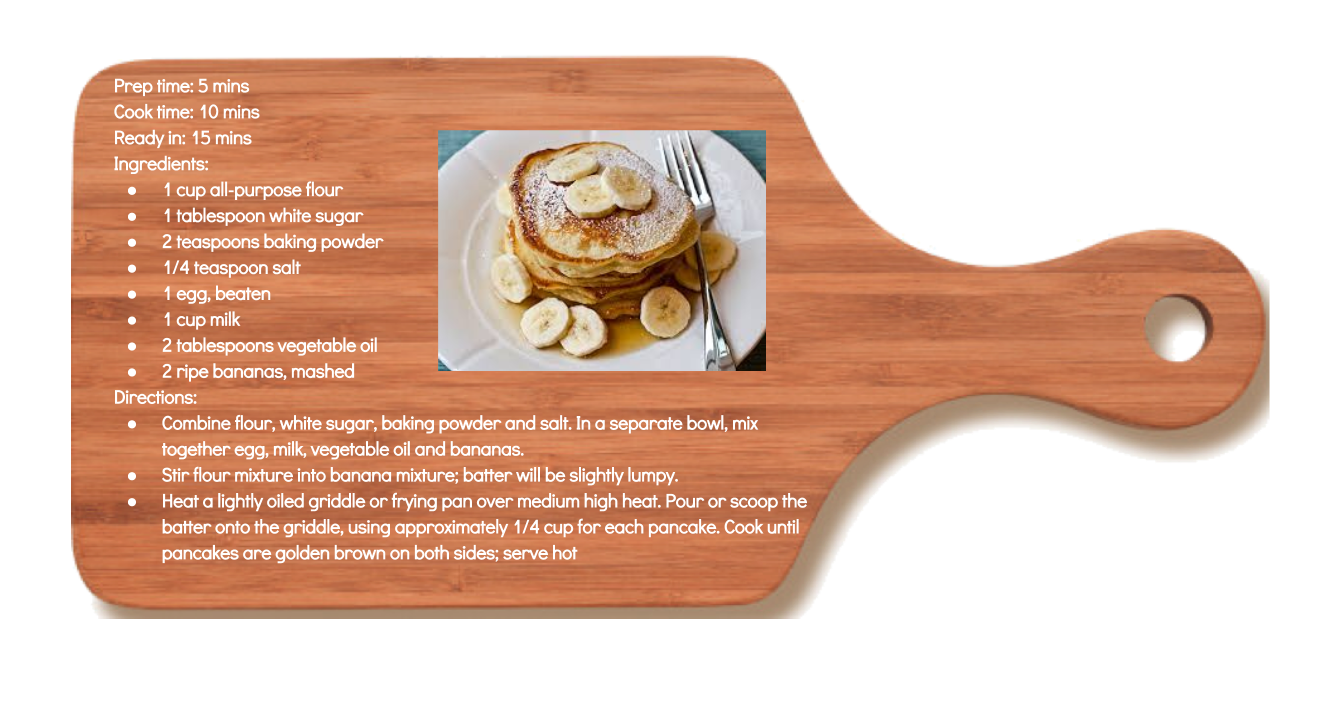 Prep time: 5 mins
Cook time: 10 mins
Ready in: 15 mins
Ingredients:
● 1 cup all-purpose flour
● 1 tablespoon white sugar
● 2 teaspoons baking powder
● 1/4 teaspoon salt
● 1 egg, beaten
● 1 cup milk
● 2 tablespoons vegetable oil
● 2 ripe bananas, mashed
Directions:
● Combine flour, white sugar, baking powder and salt. In a separate bowl, mix
together egg, milk, vegetable oil and bananas.
● Stir flour mixture into banana mixture; batter will be slightly lumpy.
● Heat a lightly oiled griddle or frying pan over medium high heat. Pour or scoop the
batter onto the griddle, using approximately 1/4 cup for each pancake. Cook until
pancakes are golden brown on both sides; serve hot